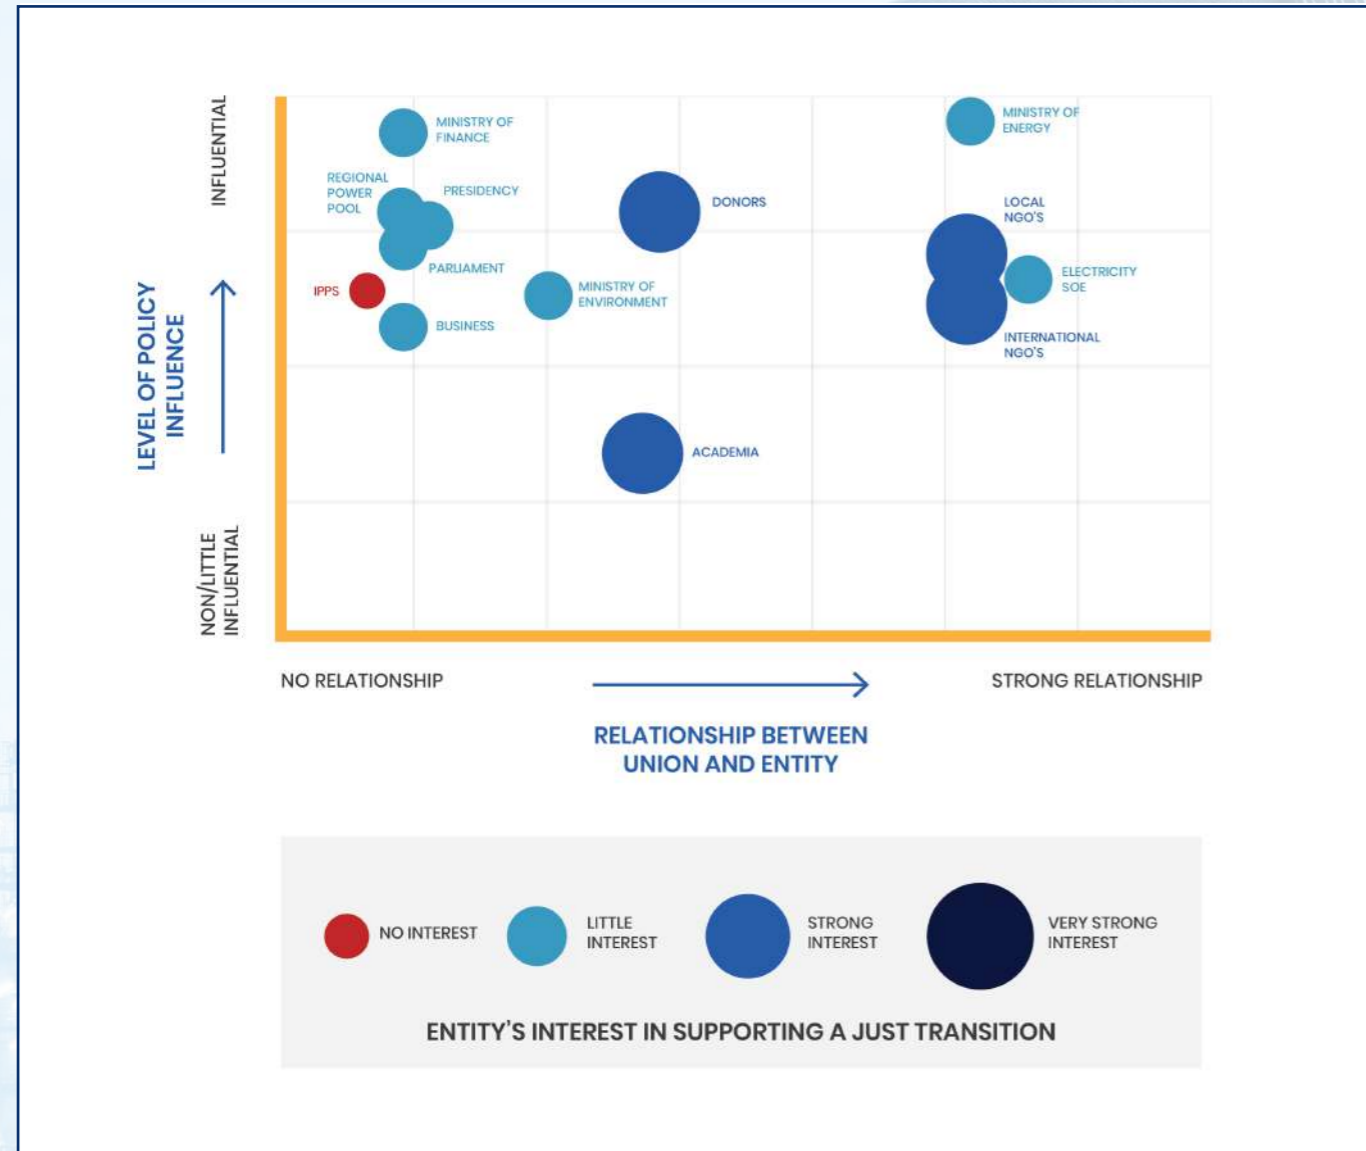 INFLUENTIAL
MINISTRY OF
FINANCE
MINISTRY OF
ENERGY
REGIONAL
POWER
POOL
PRESIDENCY
DONORS
LOCAL
NGO'S
PARLIAMENT
ELECTRICITY
SOE
IPPS
MINISTRY OF
ENVIRONMENT
BUSINESS
INTERNATIONAL
NGO'S
LEVEL OF POLICY
INFLUENCE
ACADEMIA
NON/LITTLE
INFLUENTIAL
NO RELATIONSHIP
STRONG RELATIONSHIP
RELATIONSHIP BETWEEN
UNION AND ENTITY
NO INTEREST
LITTLE
INTEREST
STRONG
INTEREST
VERY STRONG
INTEREST
ENTITY'S INTEREST IN SUPPORTING A JUST TRANSITION